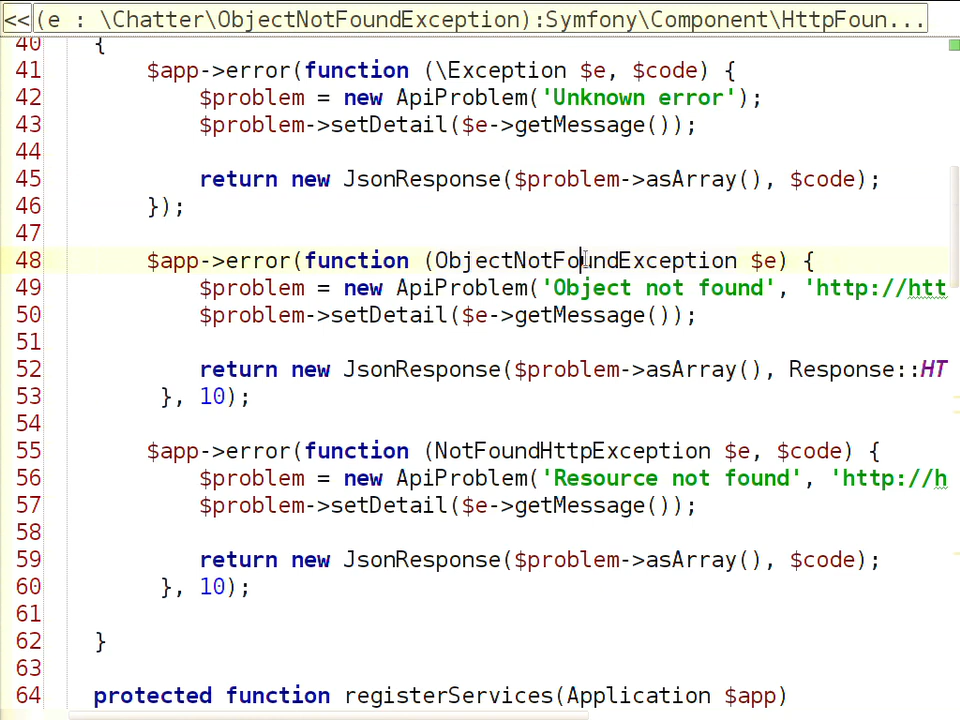 <<(e : \Chatter\ObjectNotFoundException):Symfony\Component\HttpFoun...
40 {
41 $app->error(function (\Exception $e, $code) {
42 $problem = new ApiProblem('Unknown error');
43 $problem->setDetail($e->getMessage());
44
45 return new JsonResponse($problem->asArray(), $code);
46 });
47
48 $app->error(function (ObjectNotFoundException $e) {
49 $problem = new ApiProblem('Object not found', 'http://htt
50 $problem->setDetail($e->getMessage());
51
52 return new JsonResponse($problem->asArray(), Response::HT
53 }, 10);
54
55 $app->error(function (NotFoundHttpException $e, $code) {
56 $problem = new ApiProblem('Resource not found', 'http://h
57 $problem->setDetail($e->getMessage());
58
59 return new JsonResponse($problem->asArray(), $code);
60 }, 10);
61
62 }
63
64 protected function registerServices(Application $app)